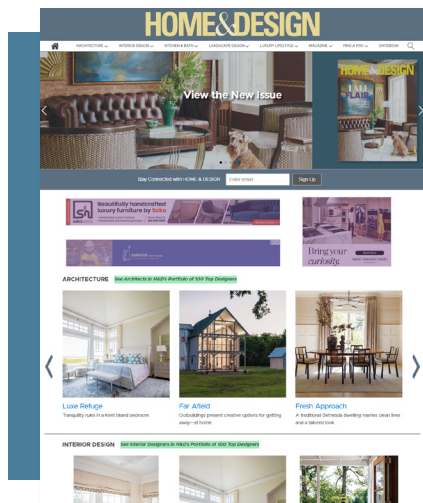 HOME&DESIGN
ARCHITECTURE INTERIOR DESIGN KITCHEN & BATH LANDSCAPE DESIGN LUXURY LIFESTYLE MAGAZINE FIND A PRO DATEBOOK
View the New Issue
HOME&DESIGN
FLAIR
Stay Connected with HOME & DESIGN Enter email Sign Up
Beautifully handcrafted
luxury furniture by Soko
Bring your
curiosity.
ARCHITECTURE See Architects in H&D's Portfolio of 100 Top Designers
Luxe Refuge
Tranquility rules in a Kent Island bedroom
Far Afield
Outbuildings present creative options for getting
away—at home
Fresh Approach
A traditional Bethesda dwelling marries clean lines
and a tailored look
INTERIOR DESIGN See Interior Designers in H&D's Portfolio of 100 Top Designers